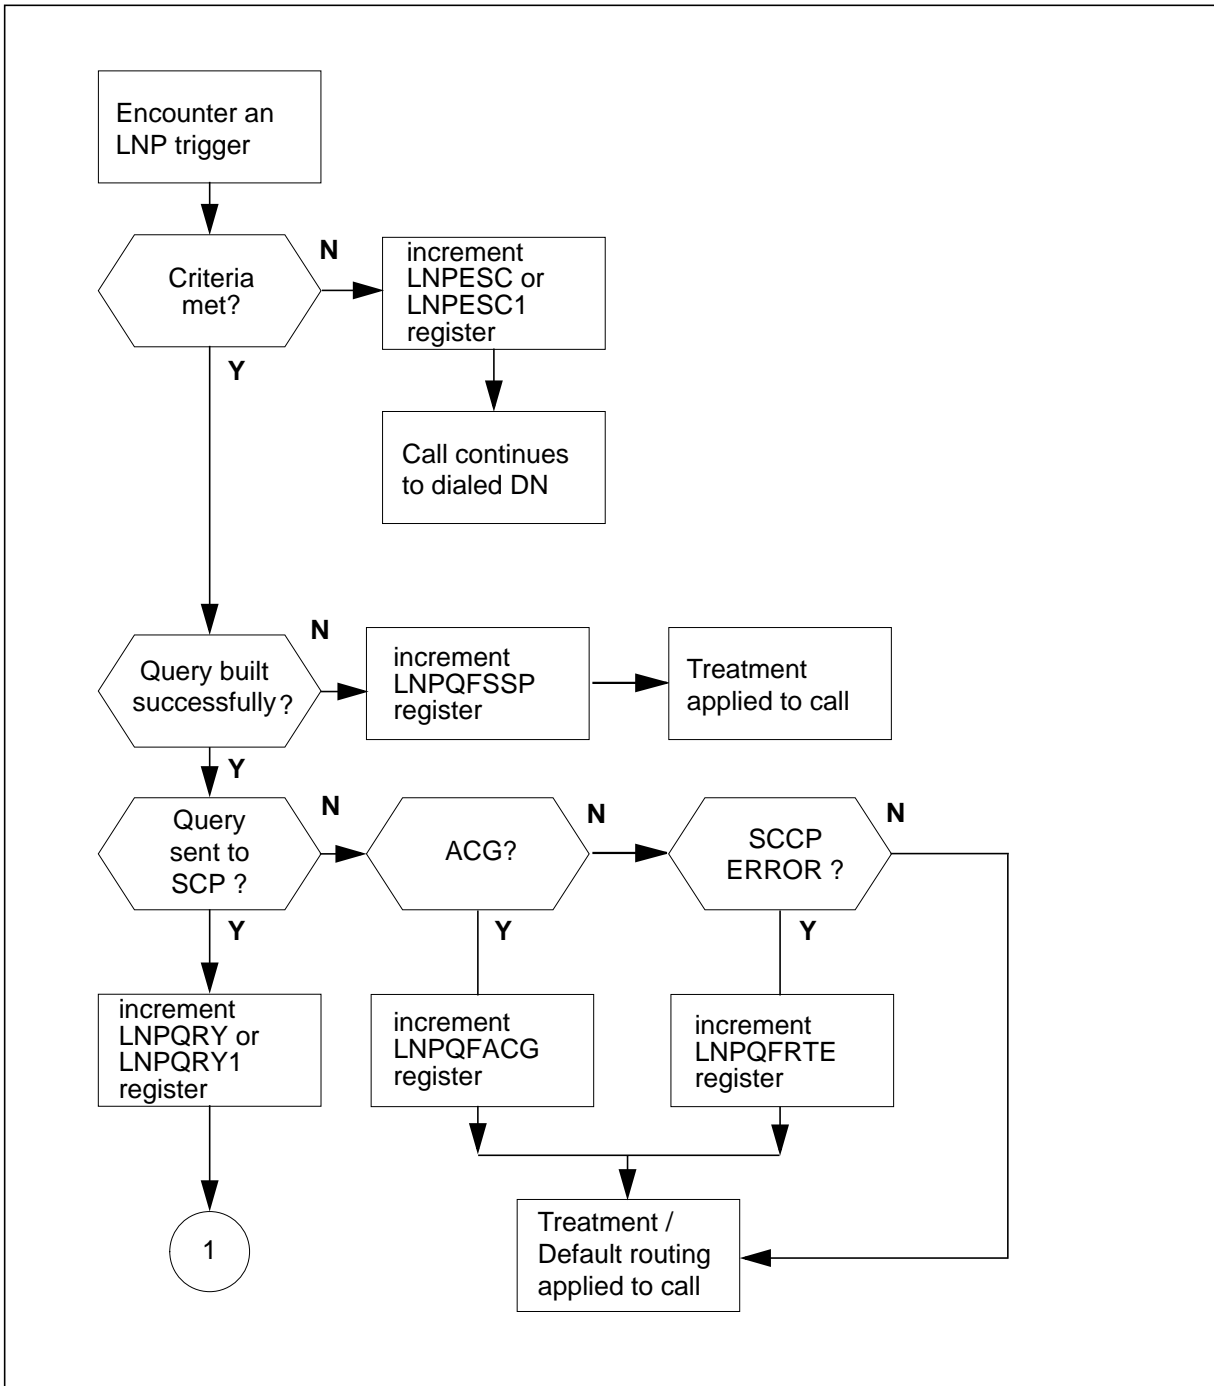 Encounter an
LNP trigger
Criteria
met?
N
increment
LNPESC or
LNPESC1
register
Y
Call continues
to dialed DN
Query built
successfully?
N
increment
LNPQFSSP
register
Treatment
applied to call
Y
Query
sent to
SCP ?
N
ACG?
N
SCCP
ERROR ?
N
Y
Y
Y
increment
LNPQRY or
LNPQRY1
register
increment
LNPQFACG
register
increment
LNPQFRTE
register
1
Treatment /
Default routing
applied to call